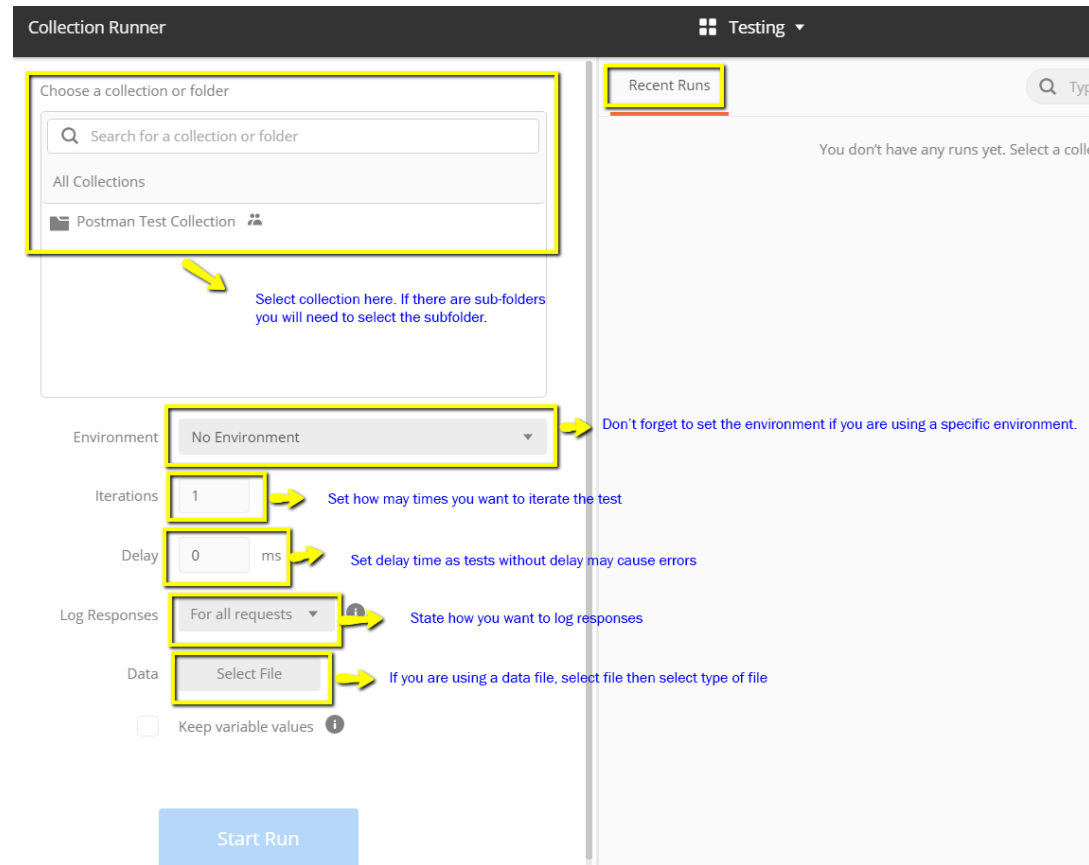 Collection Runner
Testing
Choose a collection or folder
Search for a collection or folder
All Collections
Postman Test Collection
Select collection here. If there are sub-folders
you will need to select the subfolder.
Recent Runs
Typ
You don't have any runs yet. Select a colle
Environment No Environment
Don't forget to set the environment if you are using a specific environment.
Iterations 1
Set how may times you want to iterate the test
Delay 0 ms
Set delay time as tests without delay may cause errors
Log Responses For all requests
State how you want to log responses
Data Select File
If you are using a data file, select file then select type of file
Keep variable values
Start Run